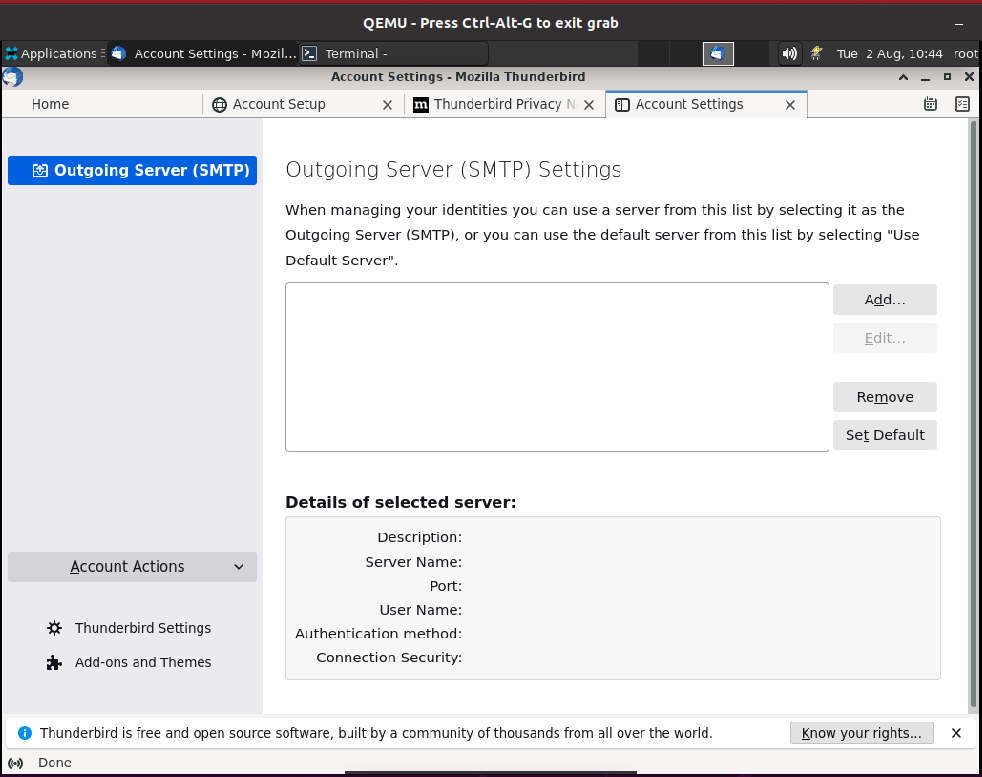 QEMU - Press Ctrl-Alt-G to exit grab
Applications Account Settings - Mozil... Terminal - Tue 2 Aug, 10:44 root
Account Settings - Mozilla Thunderbird
Home Account Setup Thunderbird Privacy N Account Settings
Outgoing Server (SMTP)
Outgoing Server (SMTP) Settings
When managing your identities you can use a server from this list by selecting it as the
Outgoing Server (SMTP), or you can use the default server from this list by selecting "Use
Default Server".
Add...
Edit...
Remove
Set Default
Details of selected server:
Description:
Server Name:
Port:
User Name:
Authentication method:
Connection Security:
Account Actions
Thunderbird Settings
Add-ons and Themes
Thunderbird is free and open source software, built by a community of thousands from all over the world. Know your rights...
Done